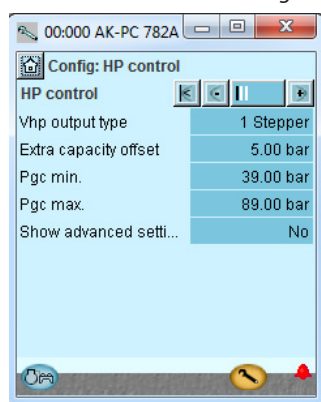 00:000 AK-PC 782A
Config: HP control
HP control
Vhp output type 1 Stepper
Extra capacity offset 5.00 bar
Pgc min. 39.00 bar
Pgc max. 89.00 bar
Show advanced setti... No